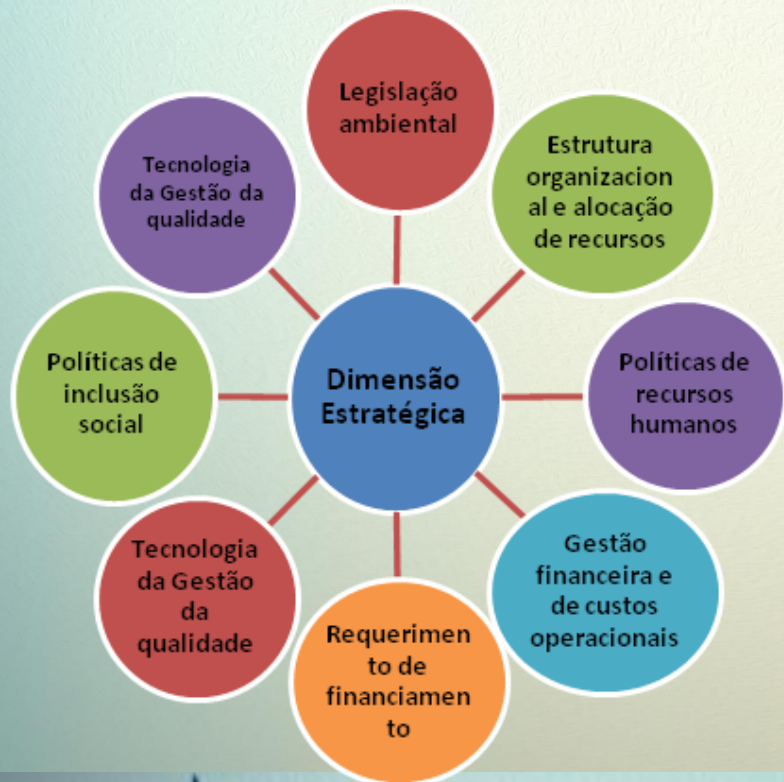 Legislação
ambiental
Estrutura
organizacion
al e alocação
de recursos
Políticas de
recursos
humanos
Gestão
financeira e
de custos
operacionais
Requerimen
to de
financiamen
to
Tecnologia
da Gestão
da
qualidade
Políticas de
inclusão
social
Tecnologia
da Gestão da
qualidade
Dimensão
Estratégica